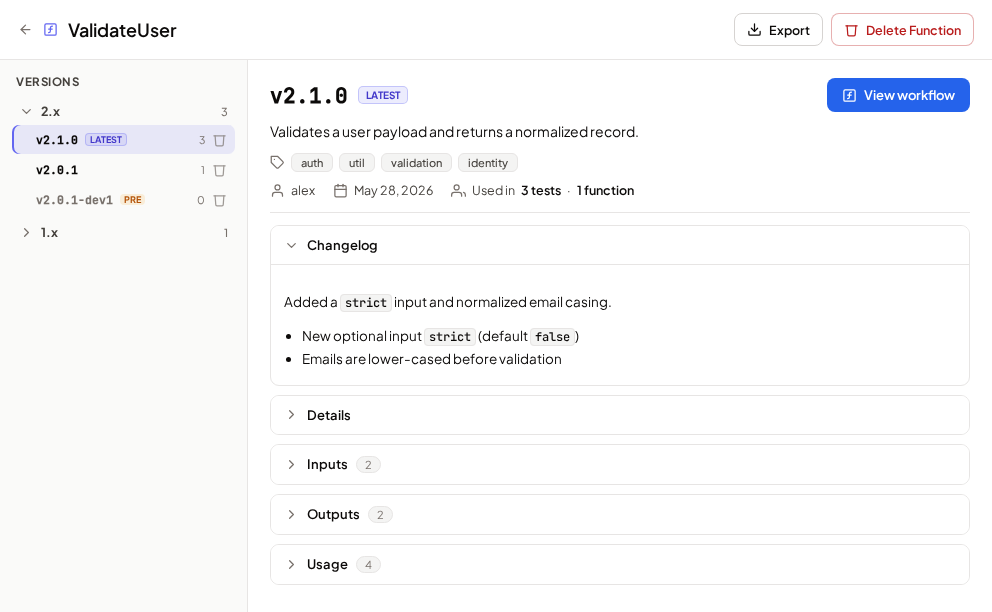 ValidateUser
Export
Delete Function
VERSIONS
2.x 3
v2.1.0 LATEST 3
v2.0.1 1
v2.0.1-dev1 PRE 0
1.x 1
v2.1.0 LATEST
View workflow
Validates a user payload and returns a normalized record.
auth util validation identity
alex May 28, 2026 Used in 3 tests · 1 function
Changelog
Added a strict input and normalized email casing.
• New optional input strict (default false)
• Emails are lower-cased before validation
Details
Inputs 2
Outputs 2
Usage 4